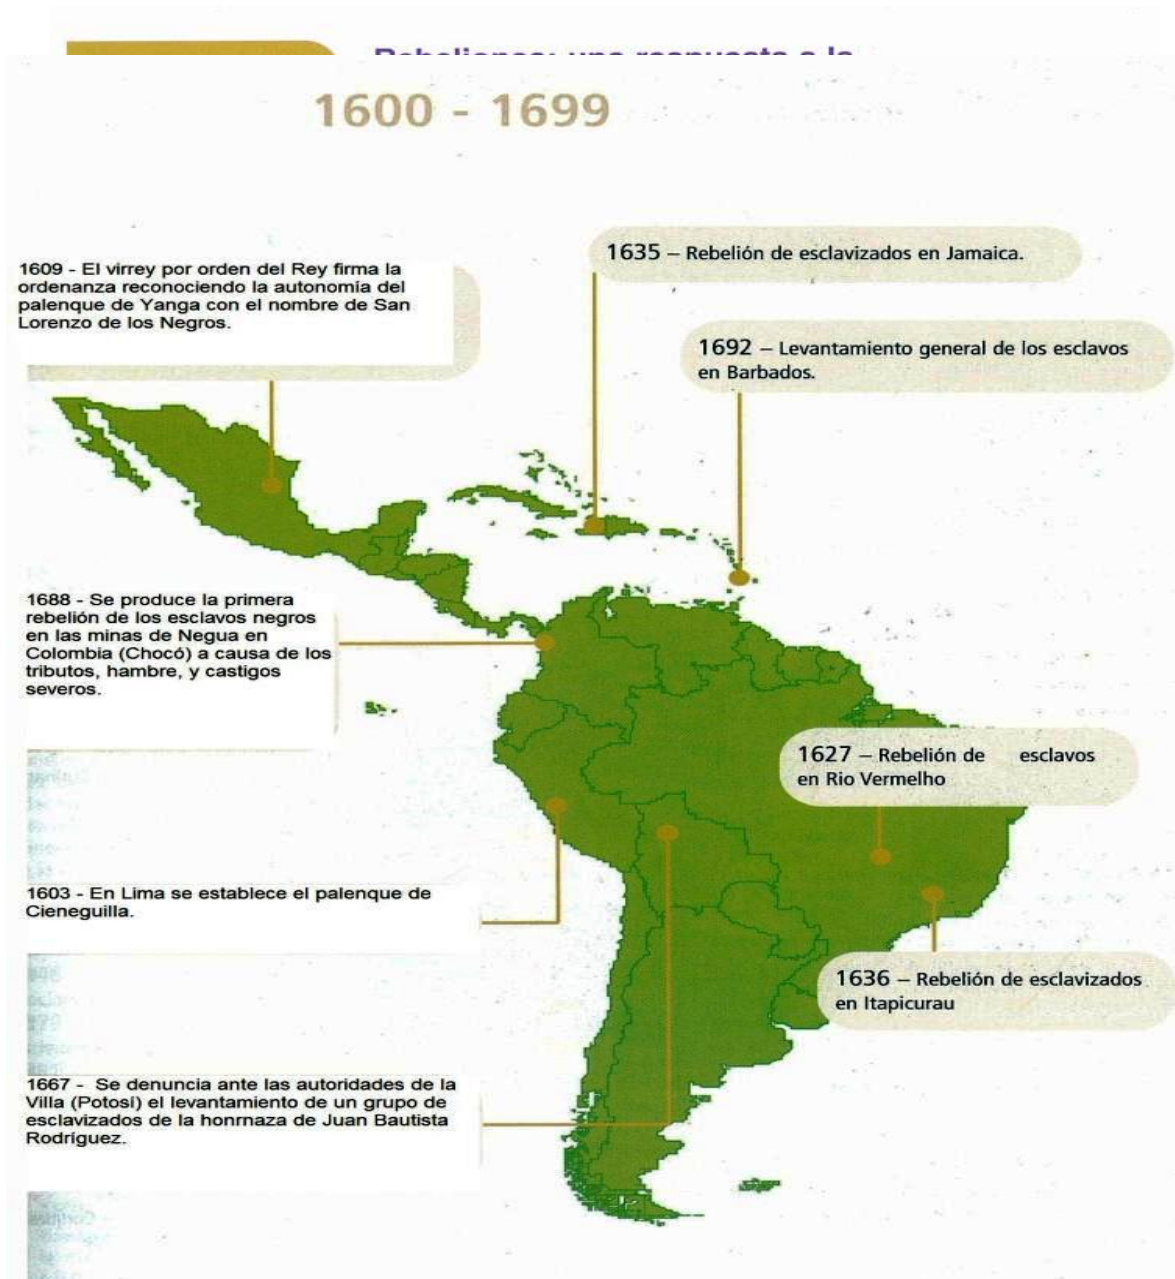 1600 - 1699
1609 - El virrey por orden del Rey firma la
ordenanza reconociendo la autonomía del
palenque de Yanga con el nombre de San
Lorenzo de los Negros.
1635 – Rebelión de esclavizados en Jamaica.
1692 – Levantamiento general de los esclavos
en Barbados.
1688 - Se produce la primera
rebelión de los esclavos negros
en las minas de Negua en
Colombia (Chocó) a causa de los
tributos, hambre, y castigos
severos.
1627 – Rebelión de esclavos
en Rio Vermelho
1603 - En Lima se establece el palenque de
Cieneguilla.
1636 – Rebelión de esclavizados
en Itapicurau
1667 - Se denuncia ante las autoridades de la
Villa (Potosí) el levantamiento de un grupo de
esclavizados de la honrnaza de Juan Bautista
Rodríguez.